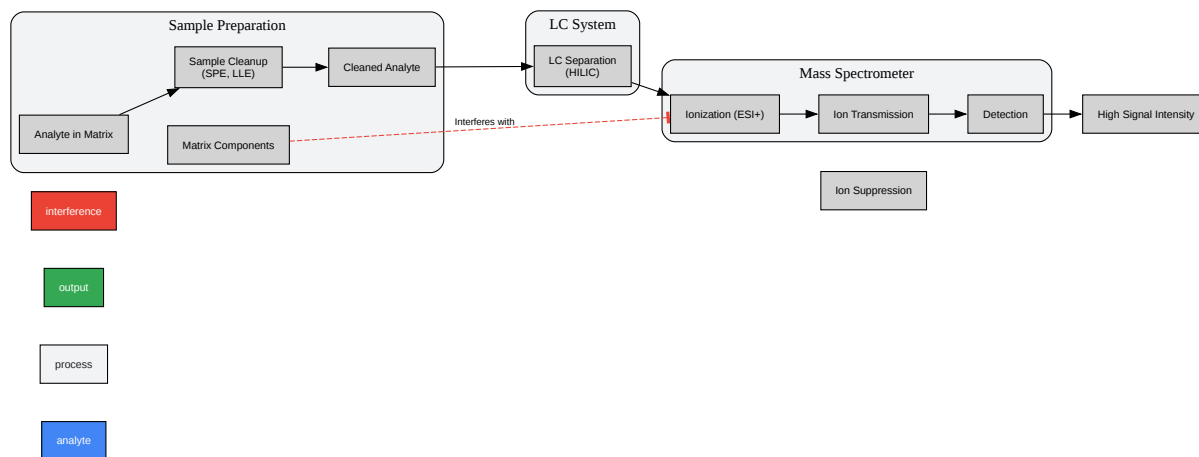 Sample Preparation
LC System
Mass Spectrometer
Sample Cleanup
(SPE, LLE)
Cleaned Analyte
LC Separation
(HILIC)
Analyte in Matrix
Matrix Components
Interferes with
Ionization (ESI+)
Ion Transmission
Detection
High Signal Intensity
Ion Suppression
interference
output
process
analyte